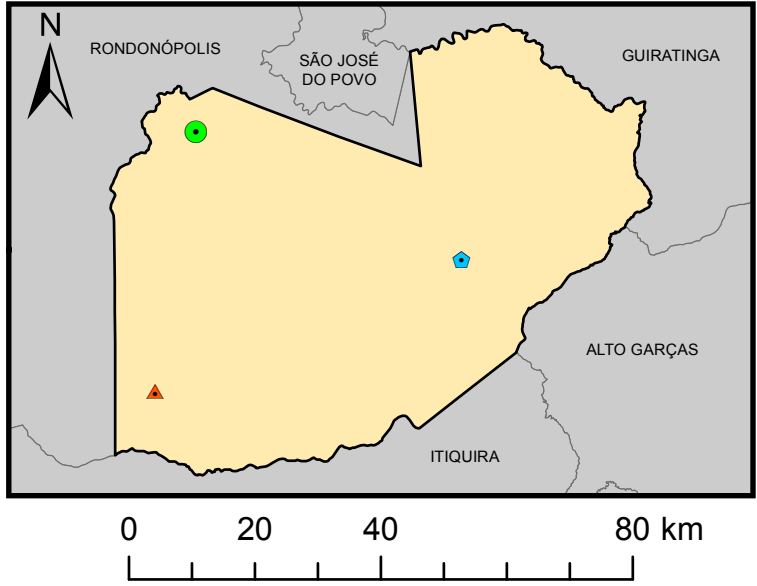 N
RONDONÓPOLIS
SÃO JOSÉ
DO POVO
GUIRATINGA
ALTO GARÇAS
ITIQUIRA
0 20 40 80 km